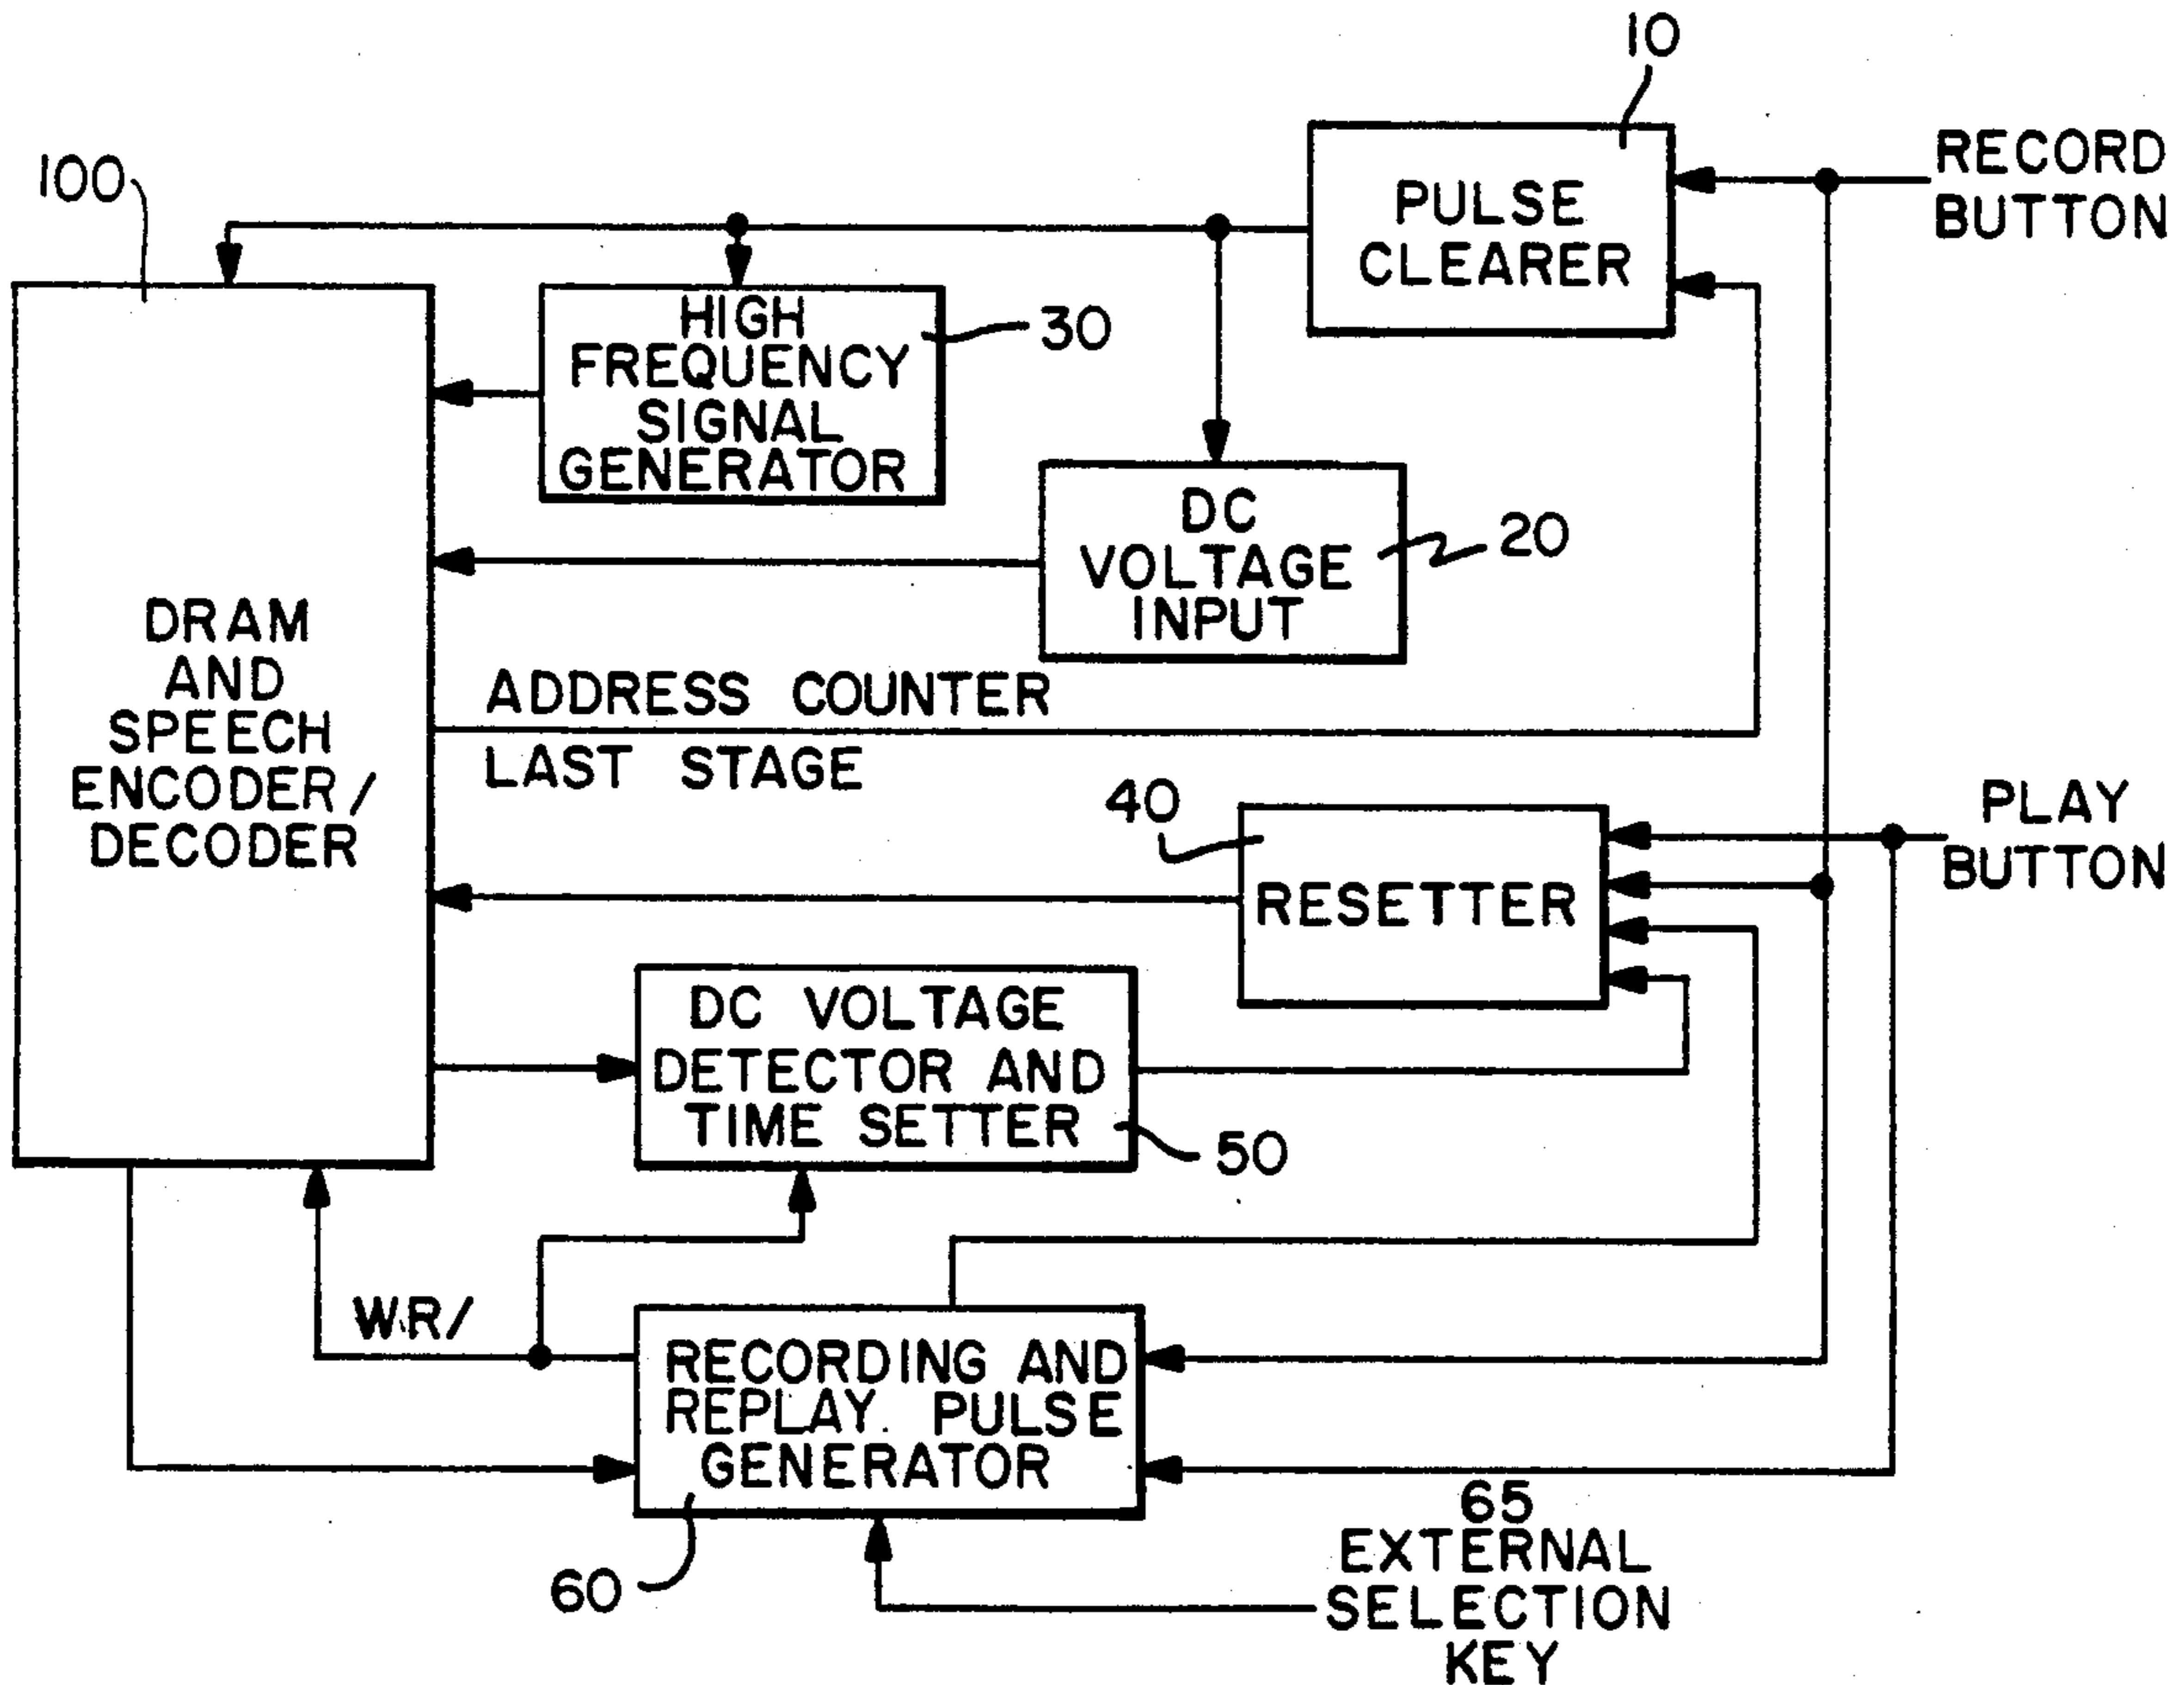 10
RECORD
BUTTON
100
PULSE
CLEARER
HIGH
FREQUENCY
SIGNAL
GENERATOR
30
DC
VOLTAGE
INPUT
20
DRAM
AND
SPEECH
ENCODER/
DECODER
ADDRESS COUNTER
LAST STAGE
40
RESETTER
PLAY
BUTTON
DC VOLTAGE
DETECTOR AND
TIME SETTER
50
WR/
RECORDING AND
REPLAY PULSE
GENERATOR
60
65
EXTERNAL
SELECTION
KEY